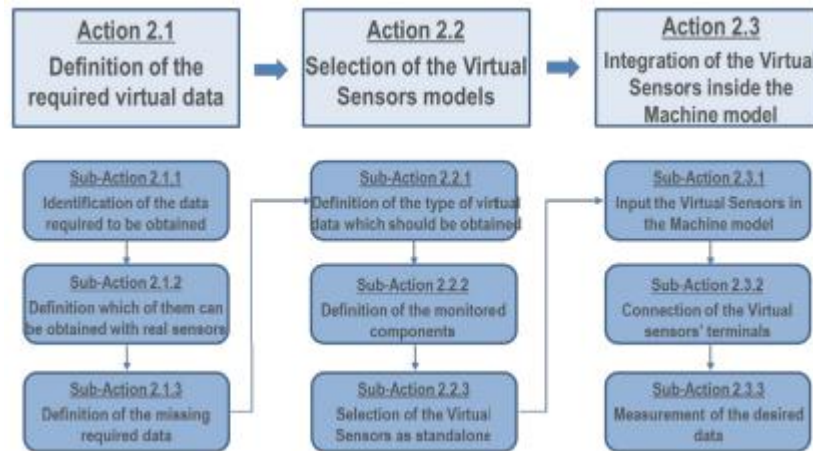 Action 2.1
Definition of the
required virtual data
Action 2.2
Selection of the Virtual
Sensors models
Action 2.3
Integration of the Virtual
Sensors inside the
Machine model
Sub-Action 2.1.1
Identification of the data
required to be obtained
Sub-Action 2.1.2
Definition which of them can
be obtained with real sensors
Sub-Action 2.1.3
Definition of the missing
required data
Sub-Action 2.2.1
Definition of the type of virtual
data which should be obtained
Sub-Action 2.2.2
Definition of the monitored
components
Sub-Action 2.2.3
Selection of the Virtual
Sensors as standalone
Sub-Action 2.3.1
Input the Virtual Sensors in
the Machine model
Sub-Action 2.3.2
Connection of the Virtual
sensors' terminals
Sub-Action 2.3.3
Measurement of the desired
data